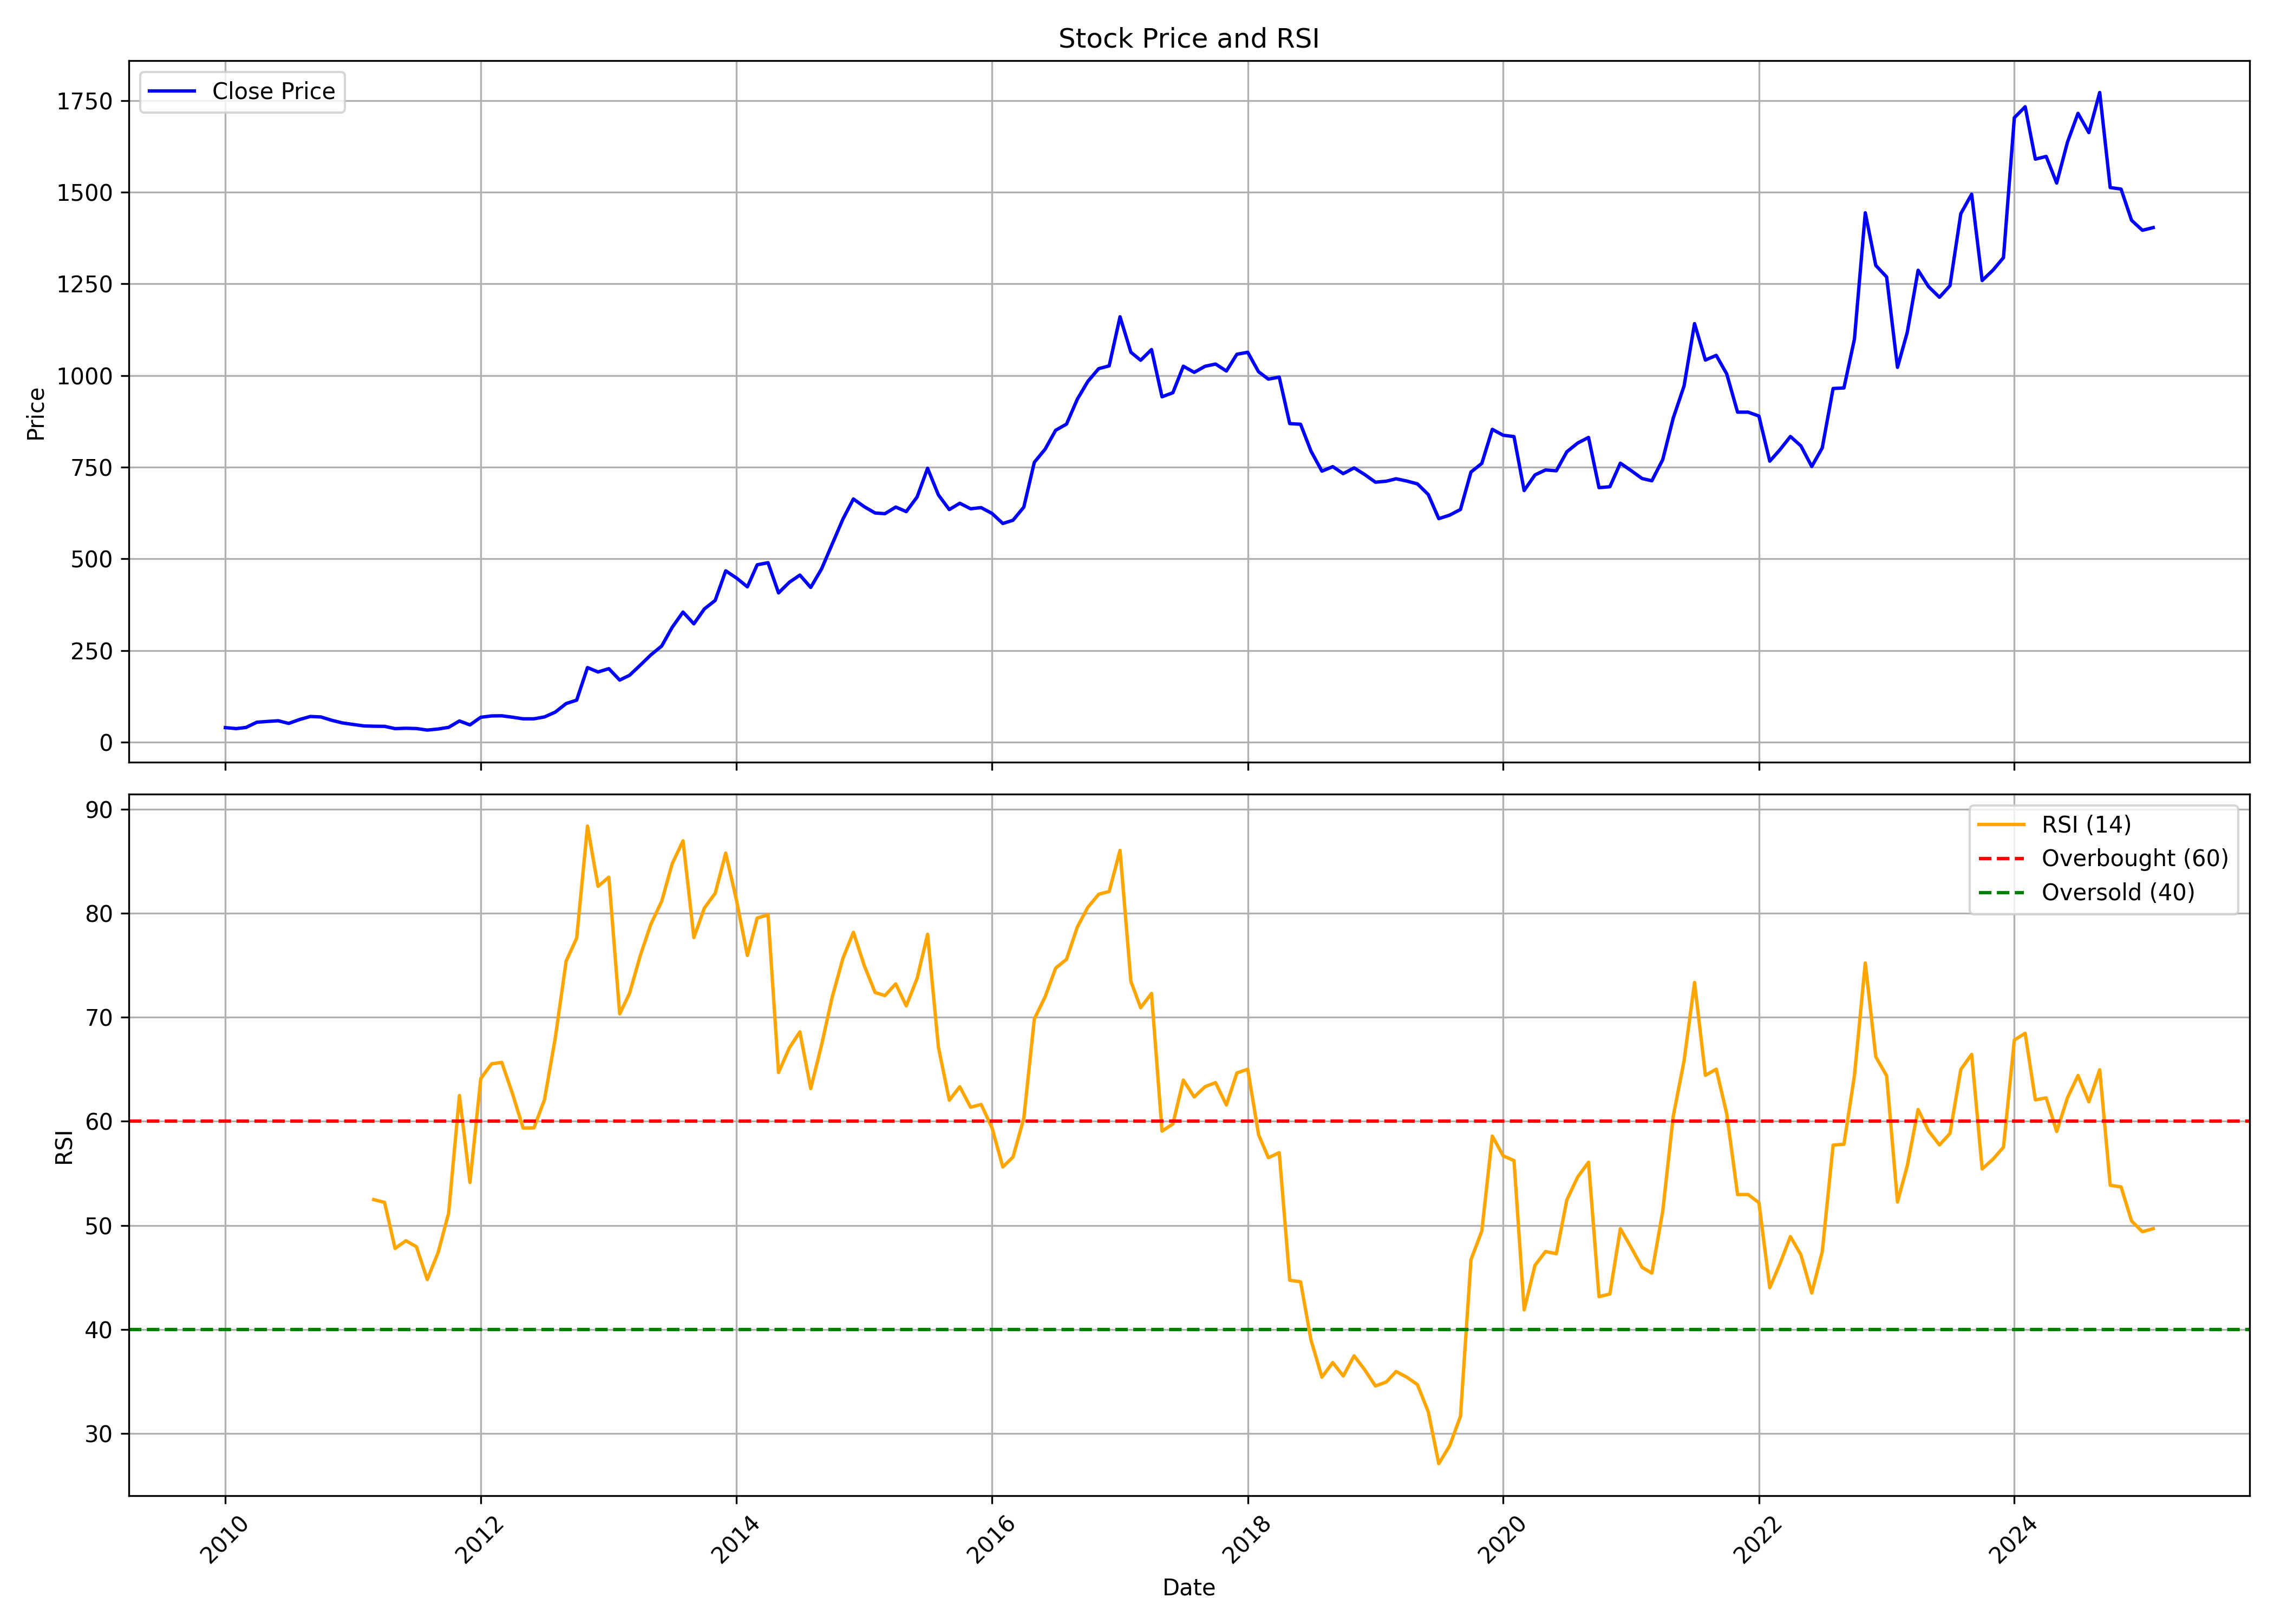 Stock Price and RSI
Close Price
Price
1750
1500
1250
1000
750
500
250
0
RSI (14)
Overbought (60)
Oversold (40)
RSI
90
80
70
60
50
40
30
2010
2012
2014
2016
2018
2020
2022
2024
Date